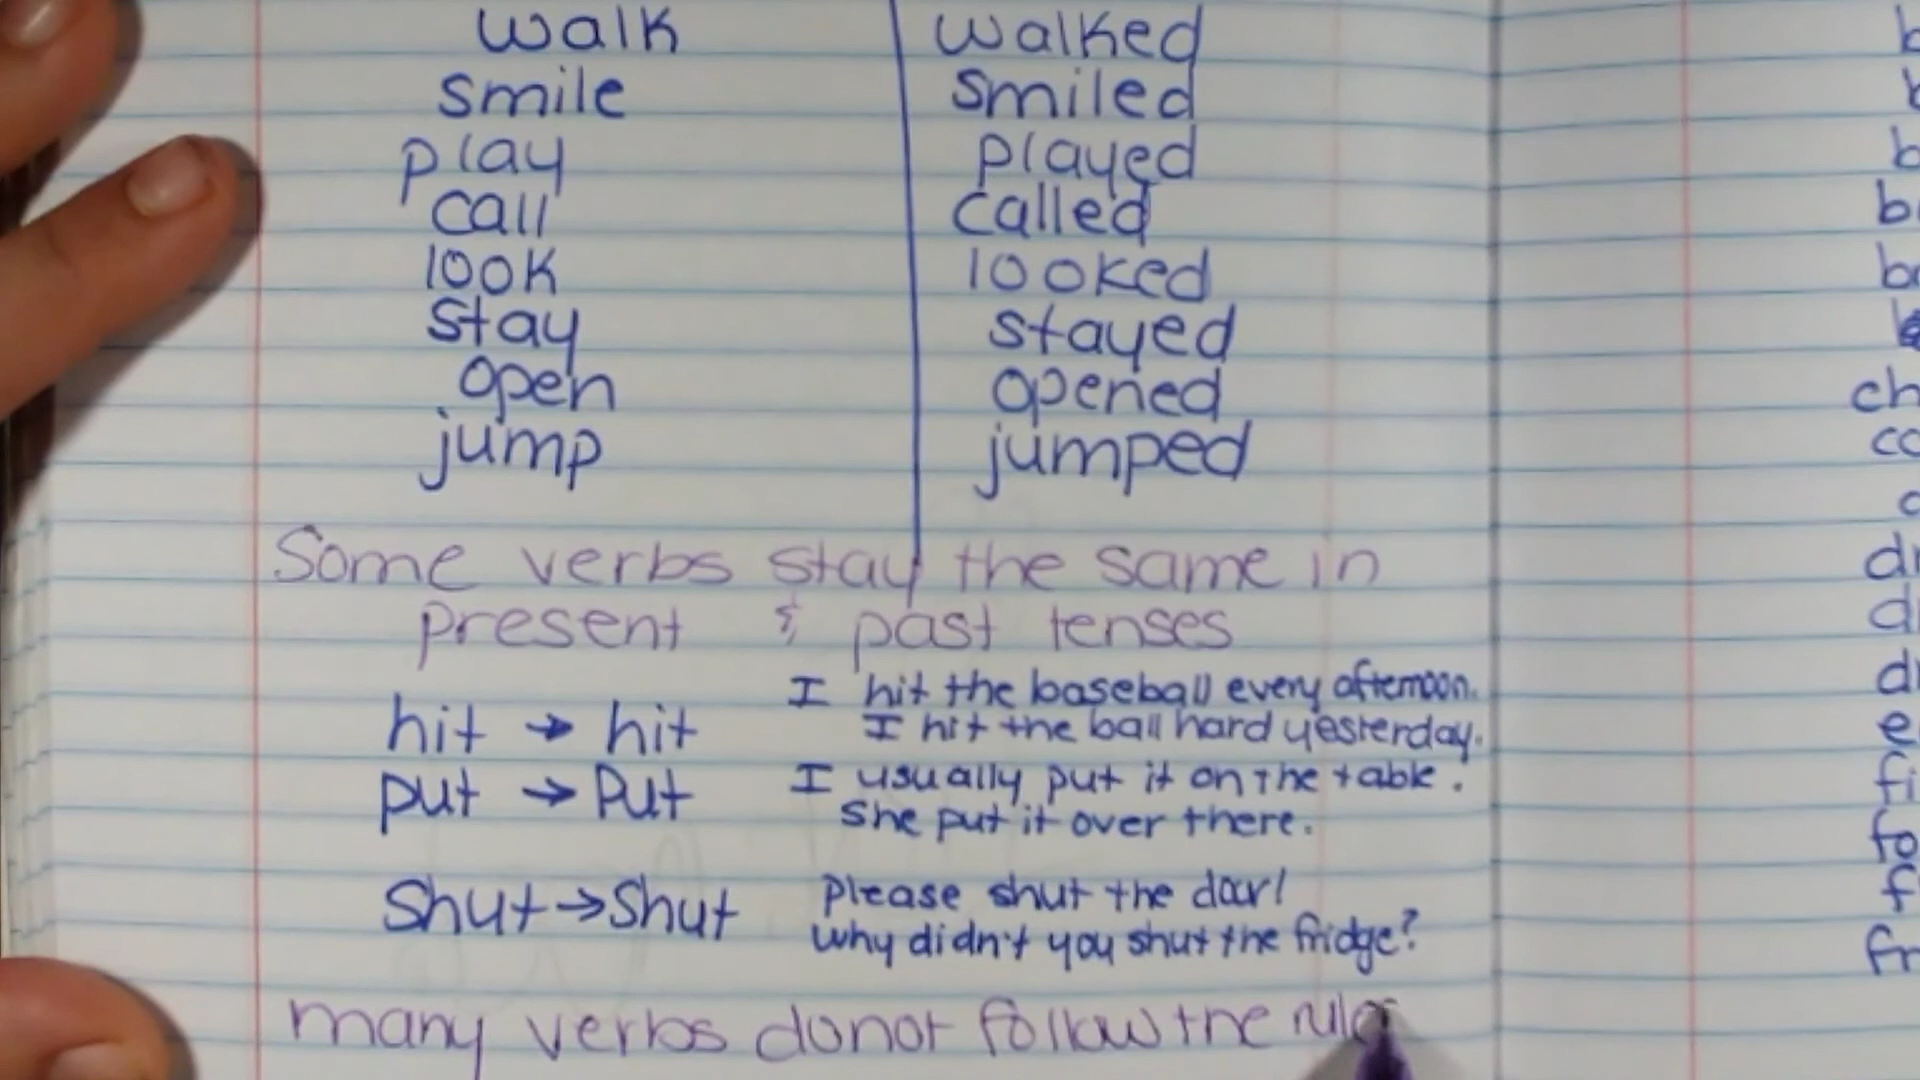 walk walked
smile smiled
play played
call called
look looked
stay stayed
open opened
jump jumped
Some verbs stay the same in
present & past tenses
hit → hit
I hit the baseball every afternoon.
I hit the ball hard yesterday.
put → put
I usually put it on the table.
She put it over there.
Shut → Shut
Please shut the door!
Why didn't you shut the fridge?
many verbs do not follow the rules